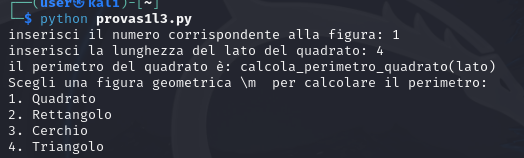 (user㉿kali)-[~]
$ python provas1l3.py
inserisci il numero corrispondente alla figura: 1
inserisci la lunghezza del lato del quadrato: 4
il perimetro del quadrato è: calcola_perimetro_quadrato(lato)
Scegli una figura geometrica \m  per calcolare il perimetro:
1. Quadrato
2. Rettangolo
3. Cerchio
4. Triangolo